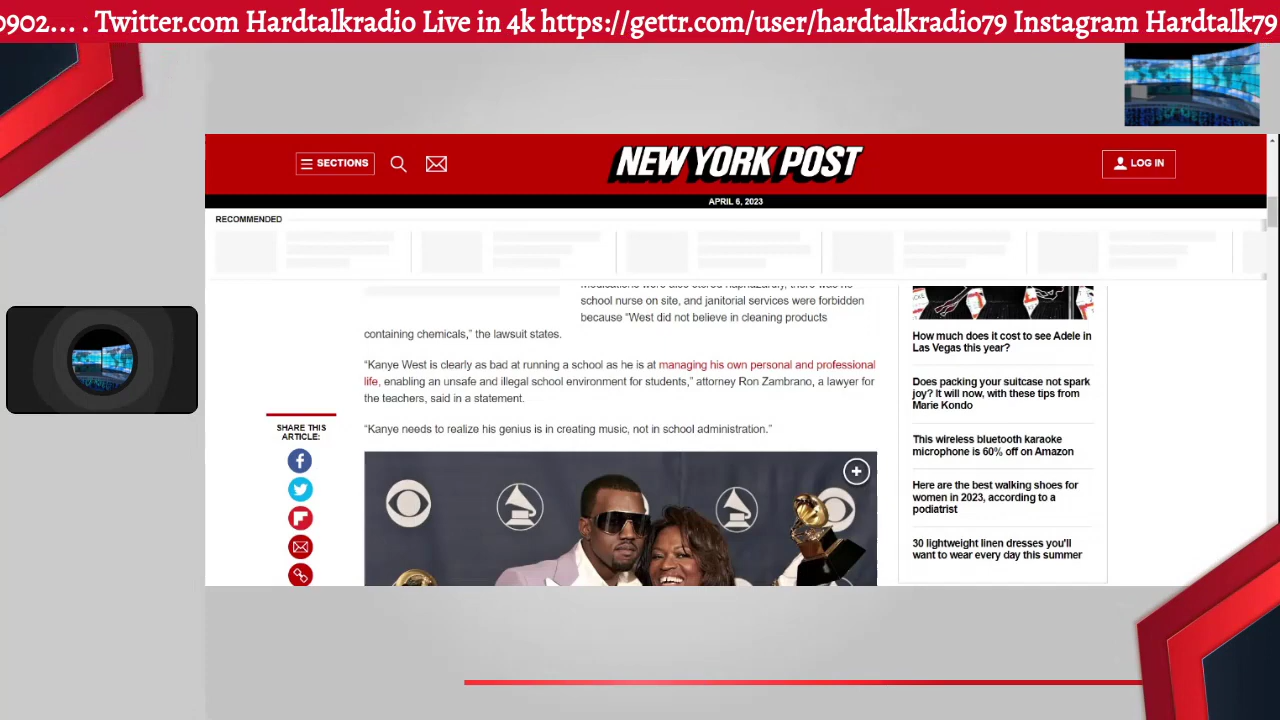 0902... . Twitter.com Hardtalkradio Live in 4k https://gettr.com/user/hardtalkradio79 Instagram Hardtalk79
SECTIONS
NEW YORK POST
LOG IN
APRIL 6, 2023
RECOMMENDED
school nurse on site, and janitorial services were forbidden
because “West did not believe in cleaning products
containing chemicals,” the lawsuit states.
“Kanye West is clearly as bad at running a school as he is at managing his own personal and professional
life, enabling an unsafe and illegal school environment for students,” attorney Ron Zambrano, a lawyer for
the teachers, said in a statement.
“Kanye needs to realize his genius is in creating music, not in school administration.”
SHARE THIS
ARTICLE:
How much does it cost to see Adele in
Las Vegas this year?
Does packing your suitcase not spark
joy? It will now, with these tips from
Marie Kondo
This wireless bluetooth karaoke
microphone is 60% off on Amazon
Here are the best walking shoes for
women in 2023, according to a
podiatrist
30 lightweight linen dresses you'll
want to wear every day this summer